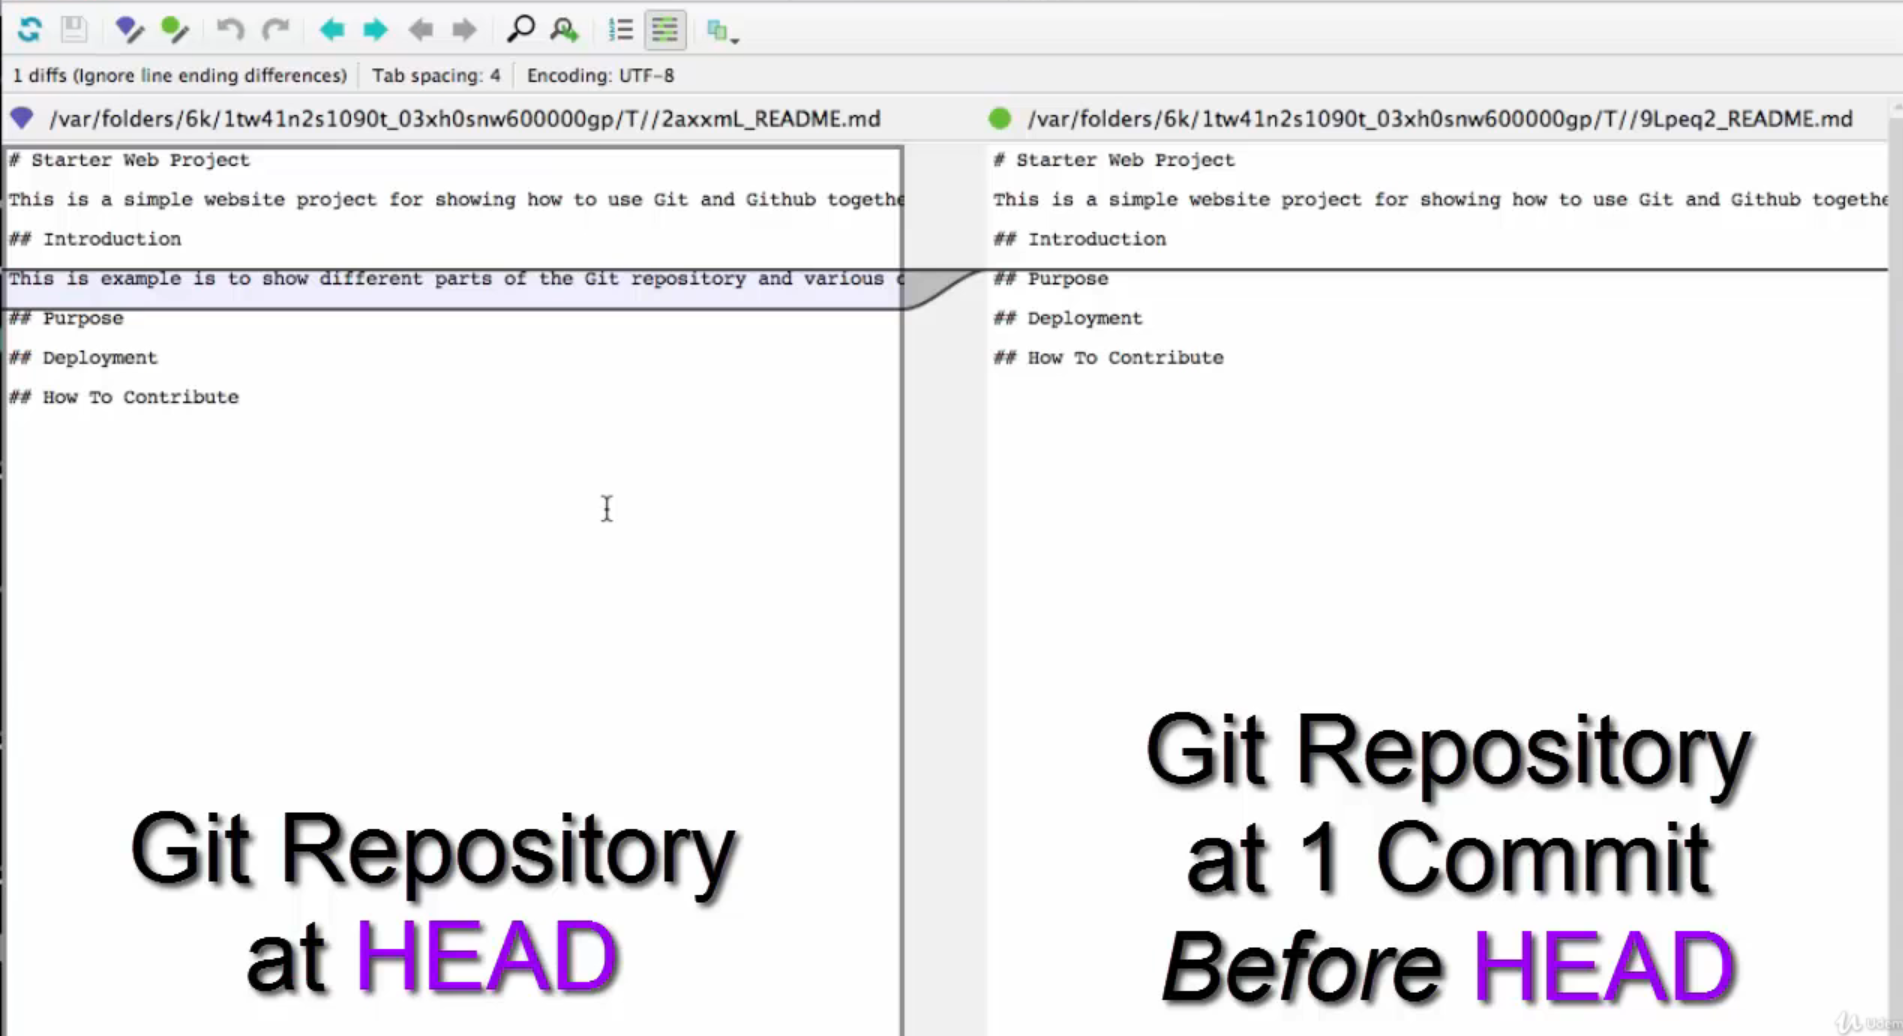 1 diffs (Ignore line ending differences) Tab spacing: 4 Encoding: UTF-8
/var/folders/6k/1tw41n2s1090t_03xh0snw600000gp/T//2axxmL_README.md
# Starter Web Project
This is a simple website project for showing how to use Git and Github togethe
## Introduction
This is example is to show different parts of the Git repository and various
## Purpose
## Deployment
## How To Contribute
Git Repository
at HEAD
/var/folders/6k/1tw41n2s1090t_03xh0snw600000gp/T//9Lpeq2_README.md
# Starter Web Project
This is a simple website project for showing how to use Git and Github togethe
## Introduction
## Purpose
## Deployment
## How To Contribute
Git Repository
at 1 Commit
Before HEAD